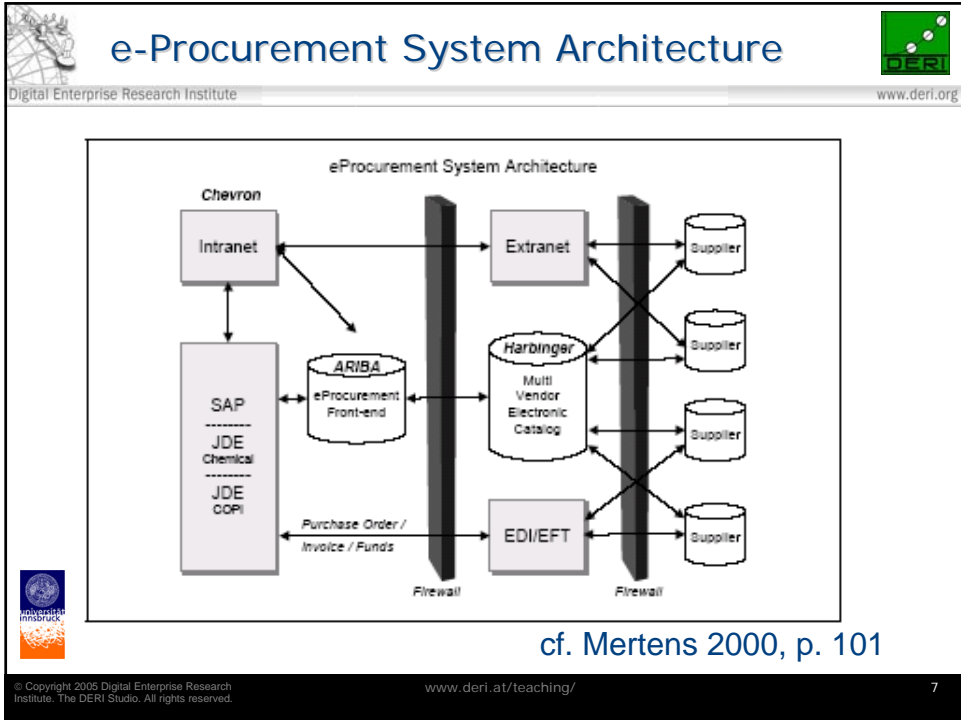 e-Procurement System Architecture
DERI
Digital Enterprise Research Institute
www.deri.org
eProcurement System Architecture
Chevron
Intranet
Extranet
Supplier
Supplier
ARIBA
eProcurement
Front-end
Harbinger
Multi
Vendor
Electronic
Catalog
SAP
--------
JDE
Chemical
--------
JDE
COPI
Supplier
Purchase Order /
Invoice / Funds
EDI/EFT
Supplier
Firewall
Firewall
universität
innsbruck
cf. Mertens 2000, p. 101
© Copyright 2005 Digital Enterprise Research
Institute. The DERI Studio. All rights reserved.
www.deri.at/teaching/
7